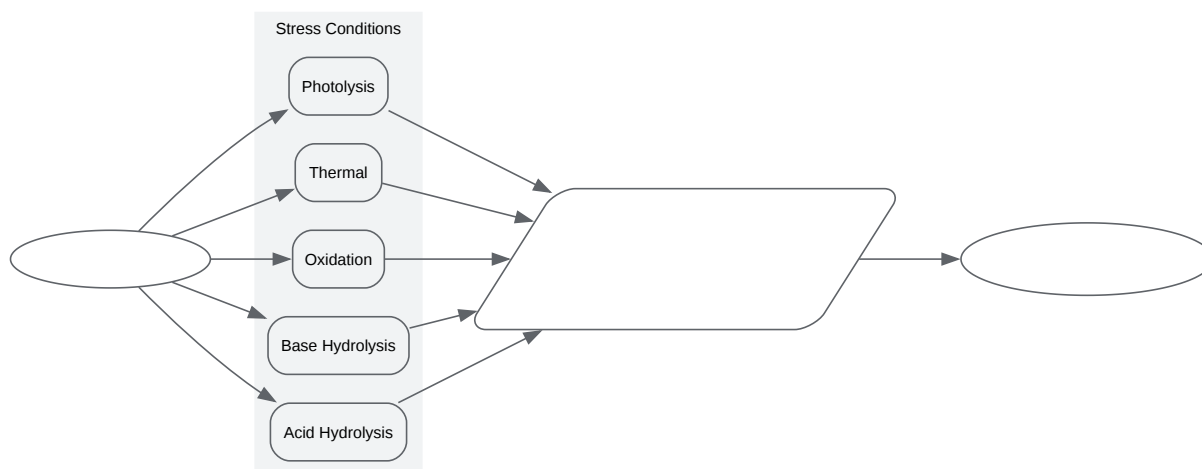 Stress Conditions
Photolysis
Thermal
Oxidation
Base Hydrolysis
Acid Hydrolysis